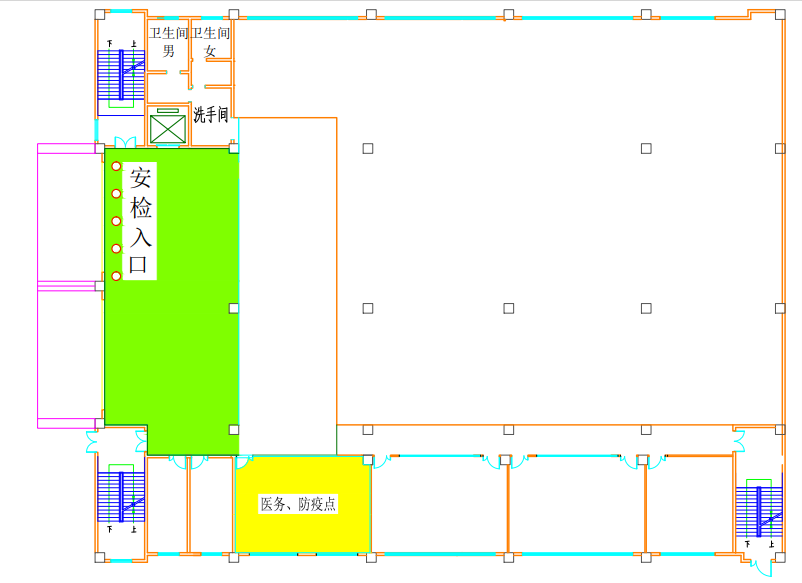 卫生间 卫生间
男 女
下 上
洗手间
安
检
入
口
医务、防疫点
下 上
下 上